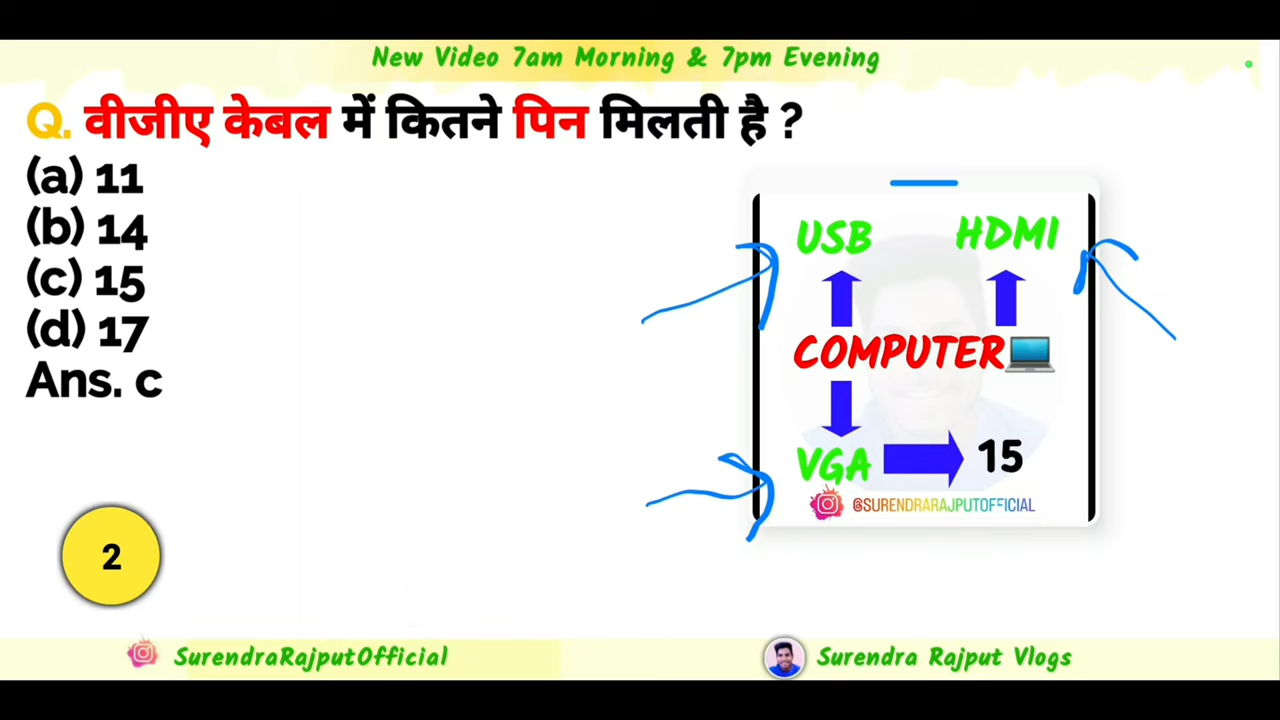 New Video 7am Morning & 7pm Evening
Q. वीजीए केबल में कितने पिन मिलती है ?
(a) 11
(b) 14
(c) 15
(d) 17
Ans. c
USB HDMI
COMPUTER
VGA 15
@SURENDRARAJPUTOFFICIAL
2
SurendraRajputOfficial
Surendra Rajput Vlogs